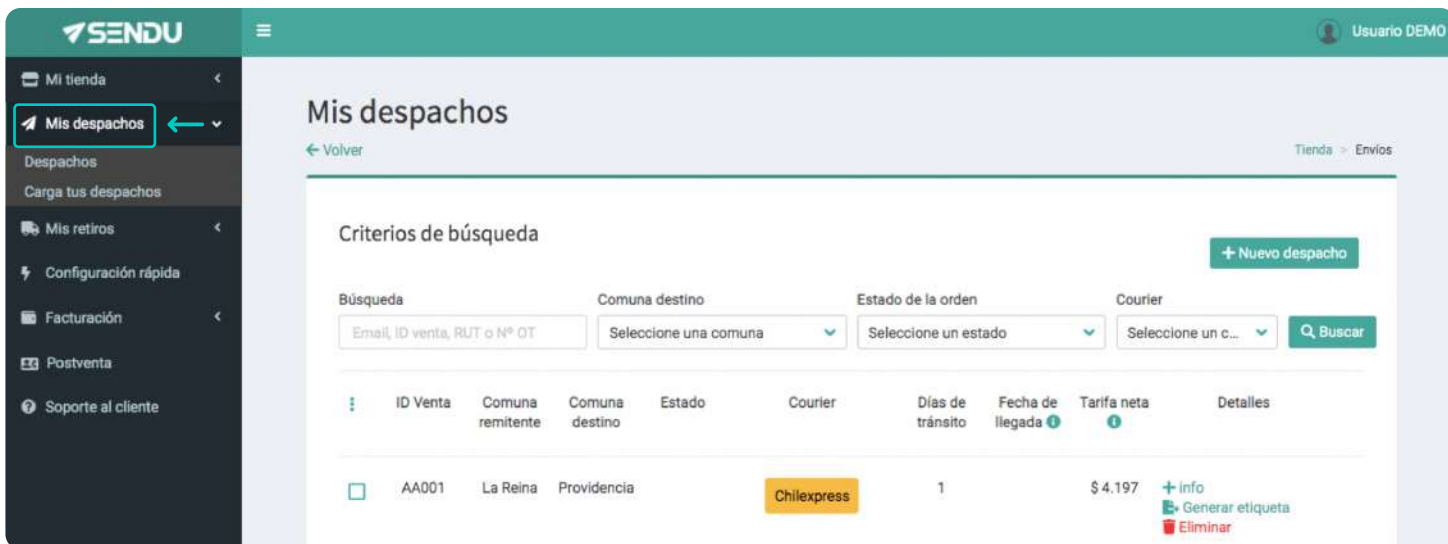 SENDU
Usuario DEMO
Mi tienda
Mis despachos
Despachos
Carga tus despachos
Mis retiros
Configuración rápida
Facturación
Postventa
Soporte al cliente
Mis despachos
Volver
Tienda > Envíos
Criterios de búsqueda
+ Nuevo despacho
Búsqueda Comuna destino Estado de la orden Courier
Email, ID venta, RUT o Nº OT Seleccione una comuna Seleccione un estado Seleccione un c... Buscar
ID Venta Comuna remitente Comuna destino Estado Courier Días de tránsito Fecha de llegada Tarifa neta Detalles
AA001 La Reina Providencia Chilexpress 1 $ 4.197 + info
Generar etiqueta
Eliminar